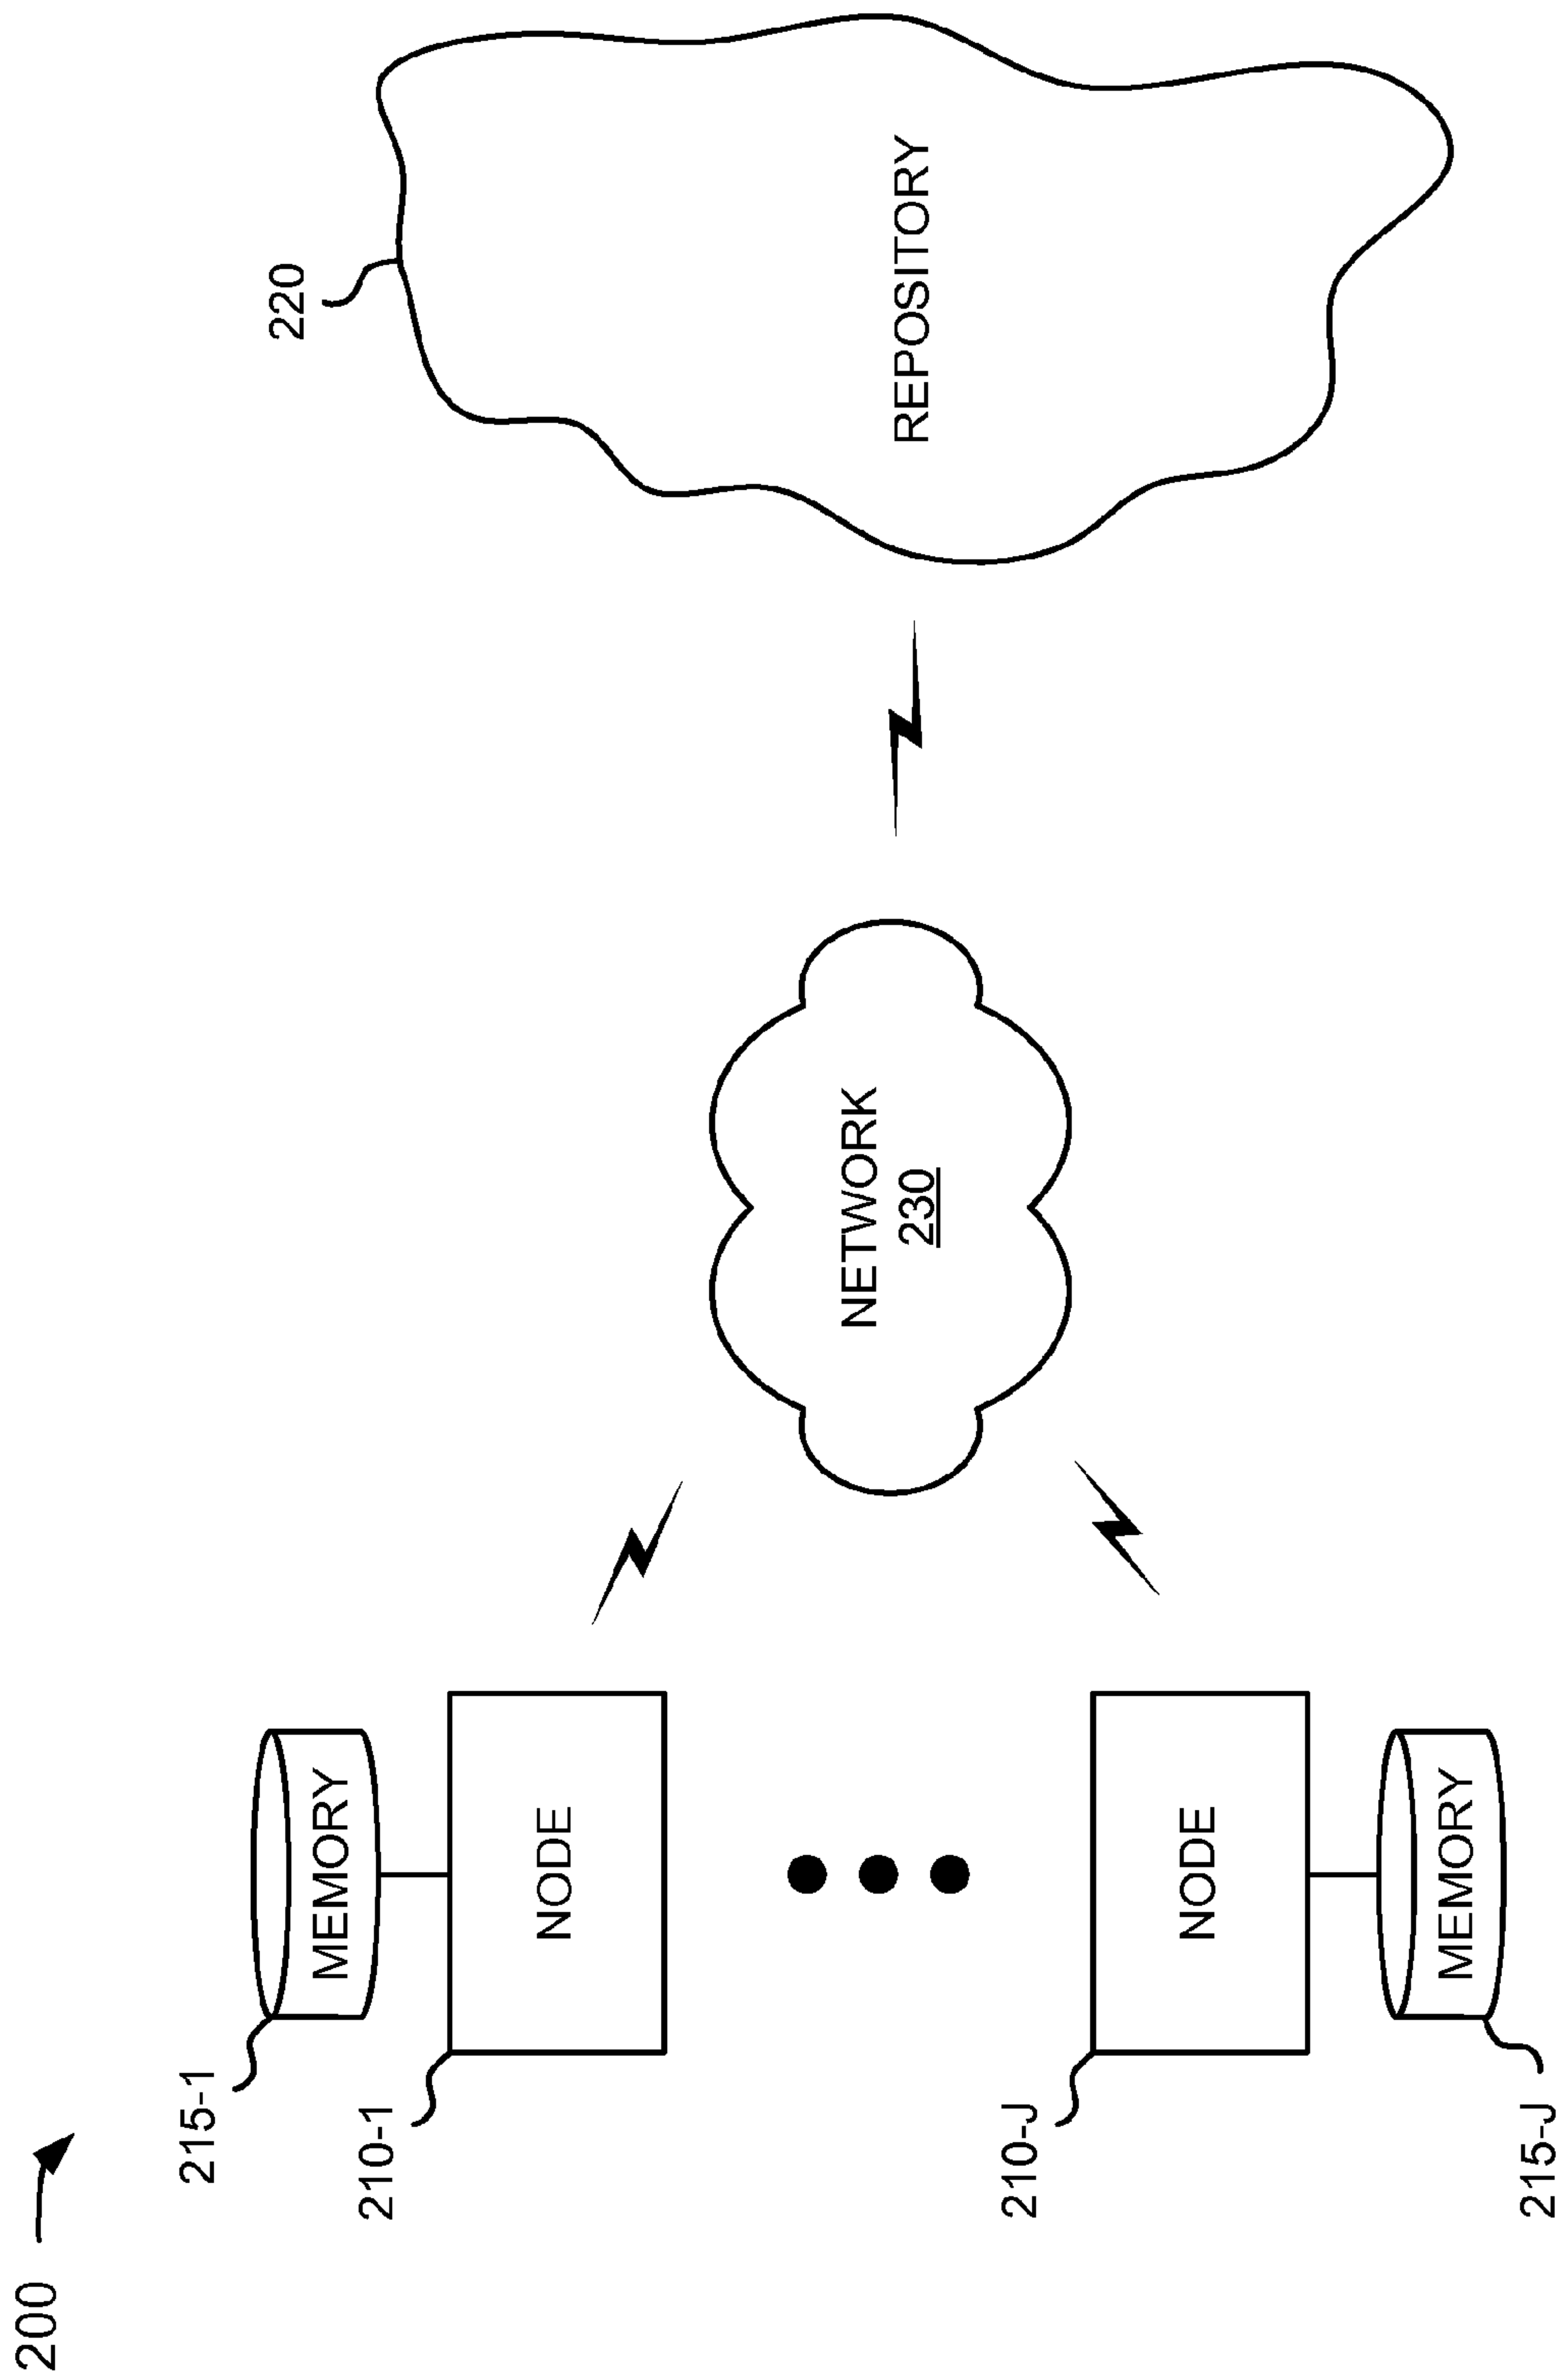 200
215-1
MEMORY
210-1
NODE
210-J
NODE
MEMORY
215-J
NETWORK
230
220
REPOSITORY